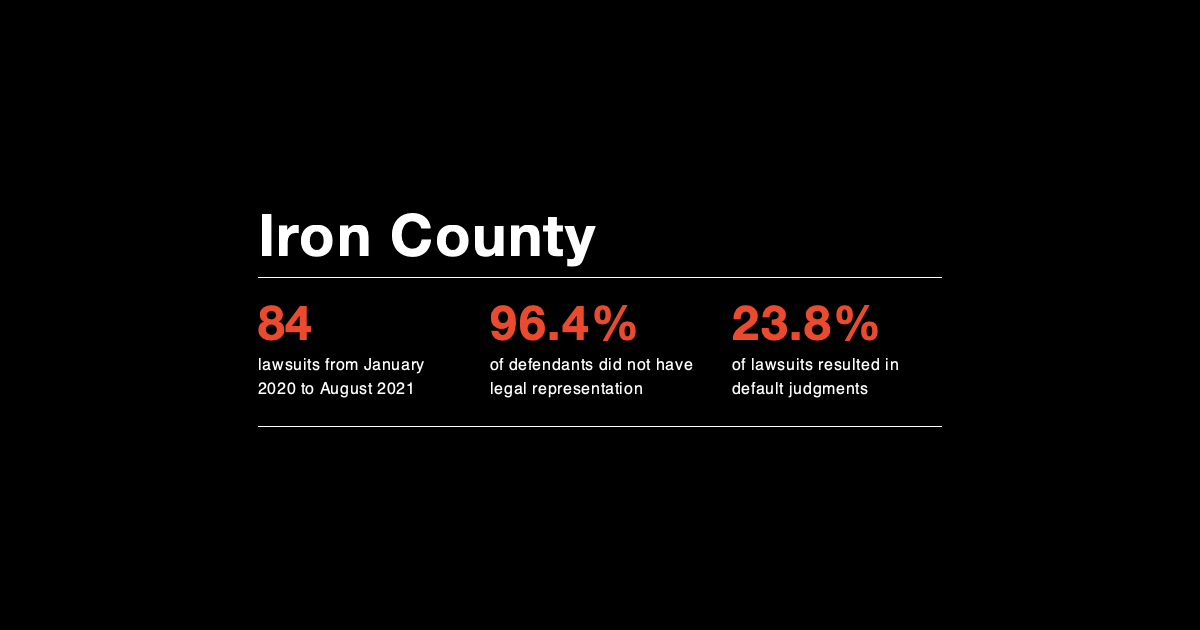 Iron County
84
lawsuits from January
2020 to August 2021
96.4%
of defendants did not have
legal representation
23.8%
of lawsuits resulted in
default judgments